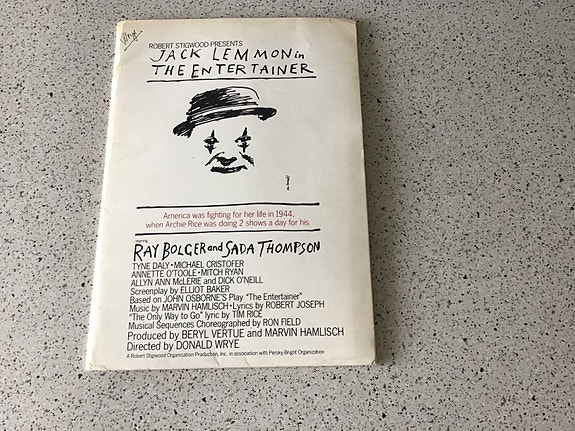 ROBERT STIGWOOD PRESENTS
JACK LEMMON in
THE ENTERTAINER
America was fighting for her life in 1944,
when Archie Rice was doing 2 shows a day for his.
starring
RAY BOLGER and SADA THOMPSON
TYNE DALY • MICHAEL CRISTOFER
ANNETTE O'TOOLE • MITCH RYAN
ALLYN ANN McLERIE and DICK O'NEILL
Screenplay by ELLIOT BAKER
Based on JOHN OSBORNE'S Play "The Entertainer"
Music by MARVIN HAMLISCH • Lyrics by ROBERT JOSEPH
"The Only Way to Go" lyric by TIM RICE
Musical Sequences Choreographed by RON FIELD
Produced by BERYL VERTUE and MARVIN HAMLISCH
Directed by DONALD WRYE
A Robert Stigwood Organisation Production, Inc. in association with Persky-Bright Organization